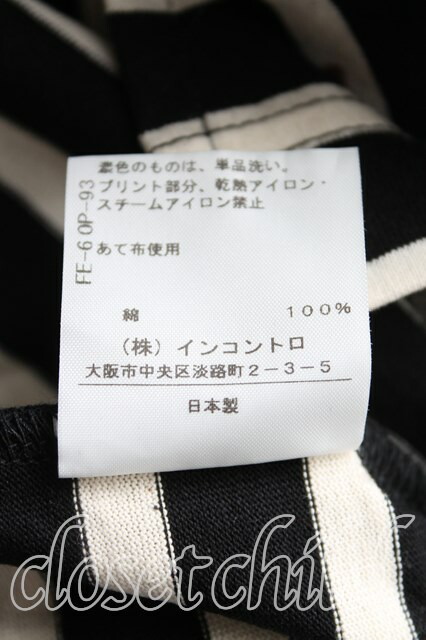 濃色のものは、単品洗い。
プリント部分、乾熱アイロン・
スチームアイロン禁止
あて布使用
FE-60P-93
綿 100%
(株)インコントロ
大阪市中央区淡路町2-3-5
日本製
closetchild